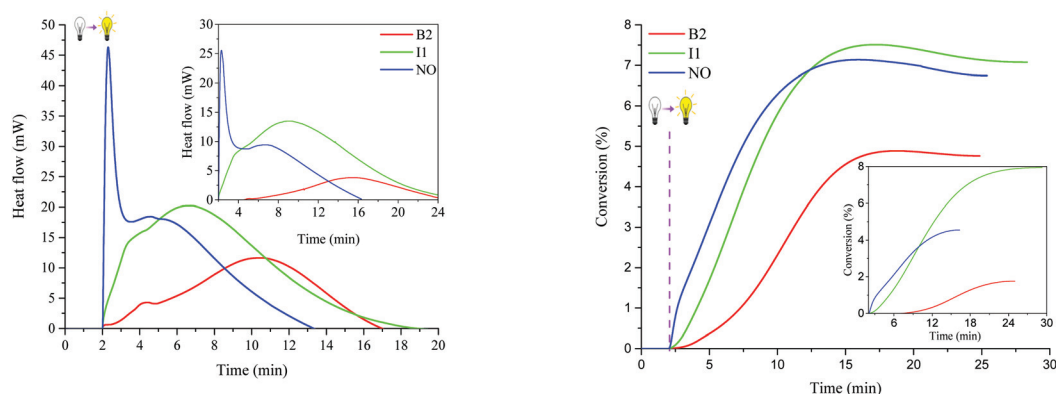 50
45
40
35
30
25
20
15
10
5
0
Heat flow (mW)
0 2 4 6 8 10 12 14 16 18 20
Time (min)
30
25
20
15
10
5
0
Heat flow (mW)
4 8 12 16 20 24
Time (min)
B2
I1
NO
8
7
6
5
4
3
2
1
0
Conversion (%)
0 5 10 15 20 25 30
Time (min)
B2
I1
NO
8
6
4
2
0
Conversion (%)
6 12 18 24 30
Time (min)